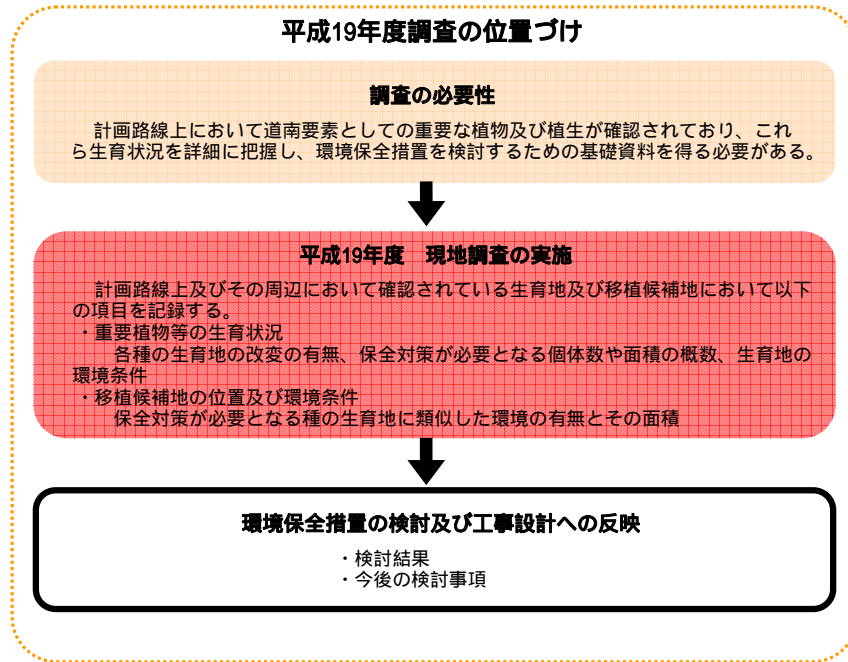 平成19年度調査の位置づけ
調査の必要性
計画路線上において道南要素としての重要な植物及び植生が確認されており、これ
ら生育状況を詳細に把握し、環境保全措置を検討するための基礎資料を得る必要がある。
平成19年度　現地調査の実施
計画路線上及びその周辺において確認されている生育地及び移植候補地において以下
の項目を記録する。
・重要植物等の生育状況
各種の生育地の改変の有無、保全対策が必要となる個体数や面積の概数、生育地の
環境条件
・移植候補地の位置及び環境条件
保全対策が必要となる種の生育地に類似した環境の有無とその面積
環境保全措置の検討及び工事設計への反映
・検討結果
・今後の検討事項